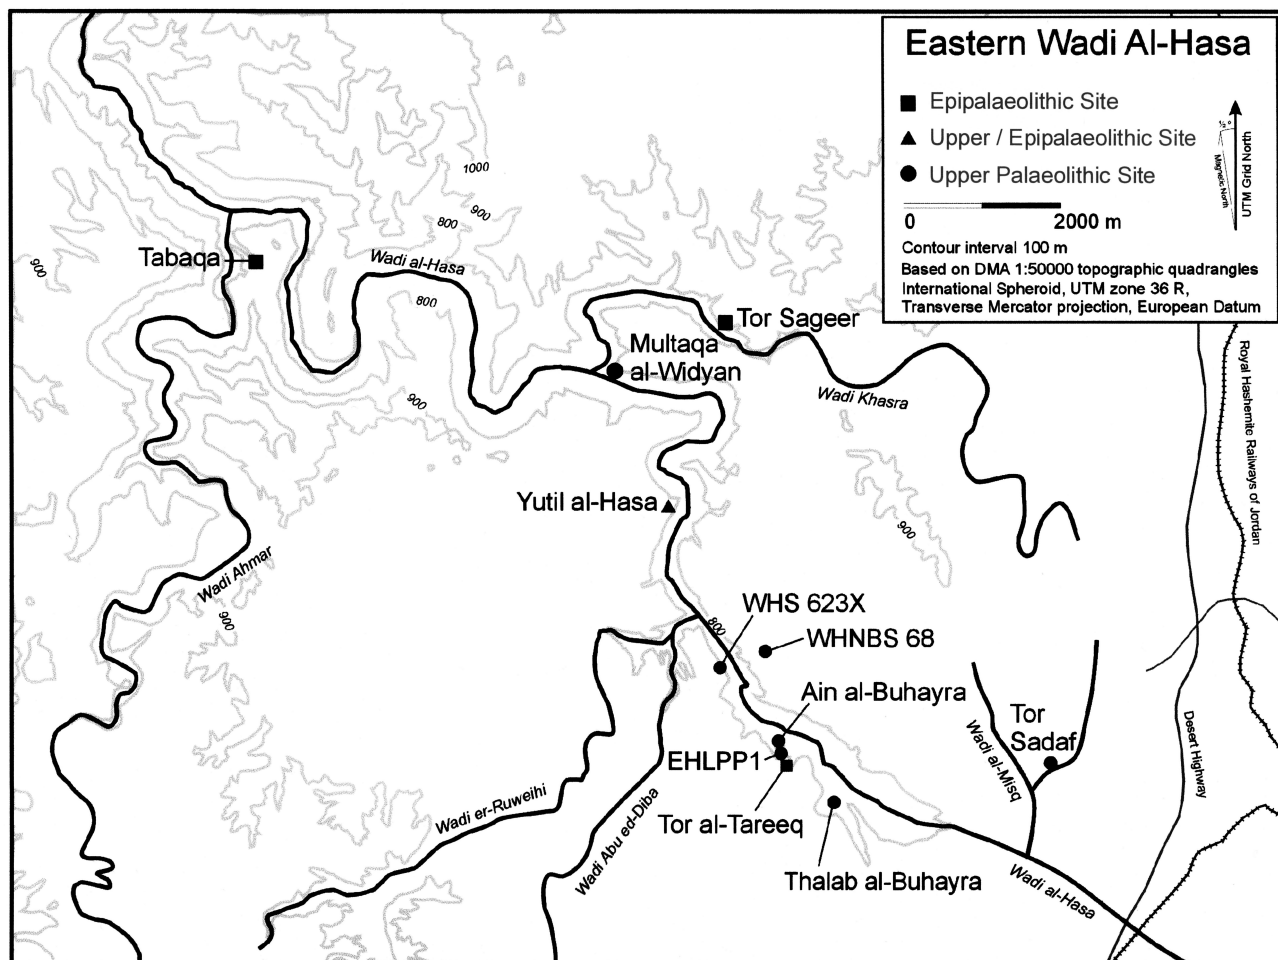 Eastern Wadi Al-Hasa
Epipalaeolithic Site
Upper / Epipalaeolithic Site
Upper Palaeolithic Site
0 2000 m
Contour interval 100 m
Based on DMA 1:50000 topographic quadrangles
International Spheroid, UTM zone 36 R,
Transverse Mercator projection, European Datum
Magnetic North
UTM Grid North
1000
900
800
Tabaqa
900
Wadi al-Hasa
800
Tor Sageer
Multaqa
al-Widyan
Wadi Khasra
900
Royal Hashemite Railways of Jordan
Yutil al-Hasa
900
Wadi Ahmar
900
WHS 623X
800
WHNBS 68
Ain al-Buhayra
Tor
Sadaf
EHLPP1
Wadi al-Misq
Desert Highway
Wadi er-Ruweihi
Wadi Abu ed-Diba
Tor al-Tareeq
Thalab al-Buhayra
Wadi al-Hasa